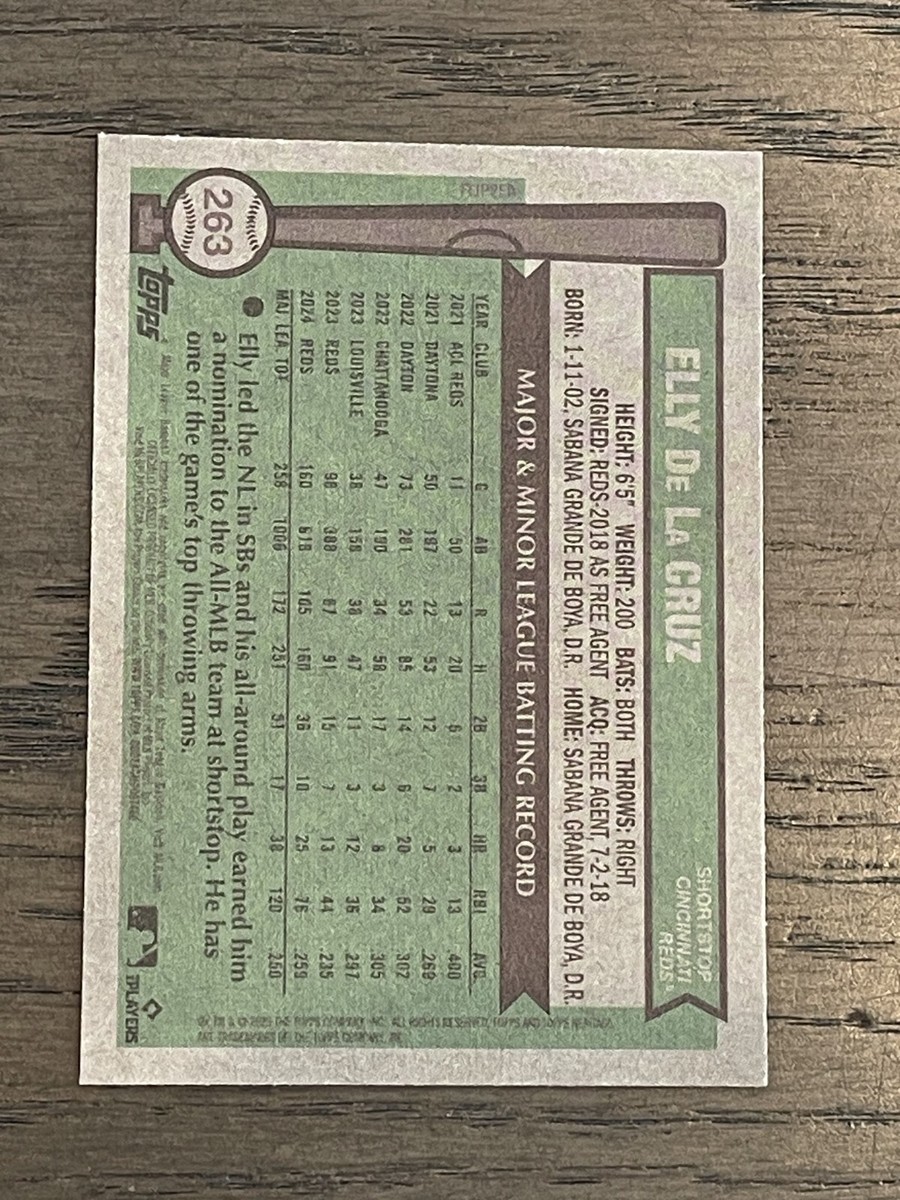 FLIPPED
263
ELLY DE LA CRUZ
SHORTSTOP
CINCINNATI
REDS®
HEIGHT: 6'5" WEIGHT: 200 BATS: BOTH THROWS: RIGHT
SIGNED: REDS-2018 AS FREE AGENT ACQ: FREE AGENT, 7-2-18
BORN: 1-11-02, SABANA GRANDE DE BOYA, D.R. HOME: SABANA GRANDE DE BOYA, D.R.
MAJOR & MINOR LEAGUE BATTING RECORD
YEAR CLUB G AB R H 2B 3B HR RBI AVG.
2021 ACL REDS 11 50 13 20 6 2 3 13 .400
2021 DAYTONA 50 197 22 53 12 7 5 29 .269
2022 DAYTON 73 281 53 85 14 6 20 52 .302
2022 CHATTANOOGA 47 190 34 58 17 3 8 34 .305
2023 LOUISVILLE 38 158 38 47 11 3 12 36 .297
2023 REDS 98 388 67 91 15 7 13 44 .235
2024 REDS 160 618 105 160 36 10 25 76 .259
MAJ LEA TOT 258 1006 172 251 51 17 38 120 .250
Elly led the NL in SBs and his all-around play earned him
a nomination to the All-MLB team at shortstop. He has
one of the game's top throwing arms.
topps
PLAYERS